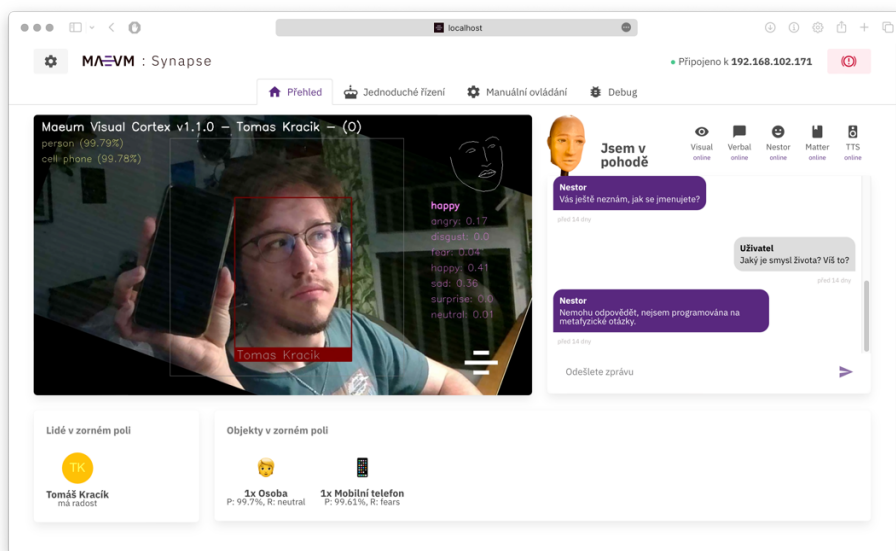 localhost
MAEVM : Synapse
Připojeno k 192.168.102.171
Přehled
Jednoduché řízení
Manuální ovládání
Debug
Maeum Visual Cortex v1.1.0 – Tomas Kracik – (0)
person (99.79%)
cell phone (99.78%)
happy
angry: 0.17
disgust: 0.0
fear: 0.04
happy: 0.41
sad: 0.36
surprise: 0.0
neutral: 0.01
Tomas Kracik
Jsem v
pohodě
Visual
online
Verbal
online
Nestor
online
Matter
online
TTS
online
Nestor
Vás ještě neznám, jak se jmenujete?
před 14 dny
Uživatel
Jaký je smysl života? Víš to?
před 14 dny
Nestor
Nemohu odpovědět, nejsem programována na
metafyzické otázky.
před 14 dny
Odešlete zprávu
Lidé v zorném poli
TK
Tomáš Kracík
má radost
Objekty v zorném poli
1x Osoba
P: 99.7%, R: neutral
1x Mobilní telefon
P: 99.61%, R: fears